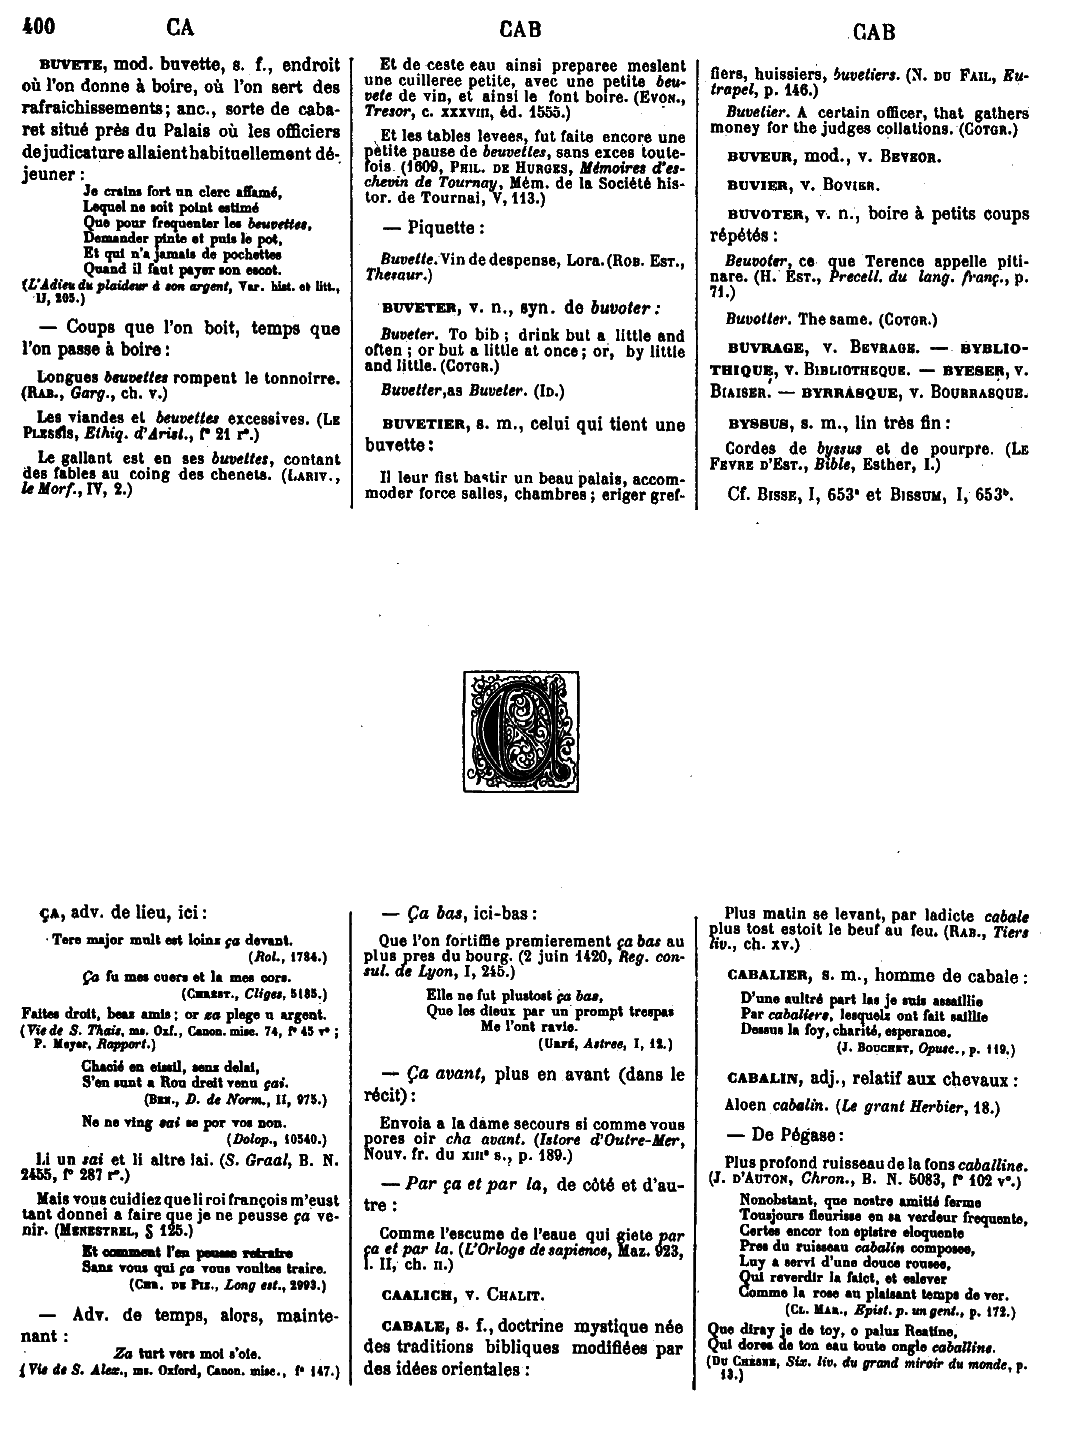 400 CA CAB CAB
BUVETE, mod. buvette, s. f., endroit
où l'on donne à boire, où l'on sert des
rafraichissements; anc., sorte de caba-
ret situé près du Palais où les officiers
de judicature allaient habituellement dé-
jeuner :
Je crains fort un clerc affamé,
Lequel ne soit point estimé
Que pour frequenter les beuvettes,
Demander pinte et puis le pot,
Et qui n'a jamais de pochettes
Quand il faut payer son escot.
(L'Adieu du plaideur à son argent, Var. hist. et litt.,
II, 205.)
— Coups que l'on boit, temps que
l'on passe à boire :
Longues beuvettes rompent le tonnoirre.
(RAB., Garg., ch. v.)
Les viandes et beuvettes excessives. (LE
PLESSIS, Ethiq. d'Arist., f° 21 r°.)
Le gallant est en ses buvettes, contant
des fables au coing des chenets. (LARIV.,
le Morf., IV, 2.)
Et de ceste eau ainsi preparee meslent
une cuilleree petite, avec une petite beu-
vete de vin, et ainsi le font boire. (EVON.,
Tresor, c. XXXVIII, éd. 1555.)
Et les tables levees, fut faite encore une
petite pause de beuvettes, sans exces toute-
fois. (1609, PHIL. DE HURGES, Mémoires d'es-
chevin de Tournay, Mém. de la Société his-
tor. de Tournai, V, 113.)
— Piquette :
Buvette. Vin de despense, Lora. (ROB. EST.,
Thesaur.)
BUVETER, v. n., syn. de buvoter :
Buveter. To bib ; drink but a little and
often ; or but a little at once ; or, by little
and little. (COTGR.)
Buvetter, as Buveter. (ID.)
BUVETIER, s. m., celui qui tient une
buvette :
Il leur fist bastir un beau palais, accom-
moder force salles, chambres ; eriger gref-
fiers, huissiers, buvetiers. (N. DU FAIL, Eu-
trapel, p. 146.)
Buvetier. A certain officer, that gathers
money for the judges collations. (COTGR.)
BUVEUR, mod., v. BEVEOR.
BUVIER, v. BOVIER.
BUVOTER, v. n., boire à petits coups
répétés :
Beuvoter, ce que Terence appelle piti-
nare. (H. EST., Precell. du lang. franç., p.
71.)
Buvotter. The same. (COTGR.)
BUVRAGE, v. BEVRAGE. — BYBLIO-
THIQUE, v. BIBLIOTHEQUE. — BYESER, v.
BIAISER. — BYRRASQUE, v. BOURRASQUE.
BYSSUS, s. m., lin très fin :
Cordes de byssus et de pourpre. (LE
FEVRE D'EST., Bible, Esther, I.)
Cf. BISSE, I, 653ª et BISSUM, I, 653ᵇ.
C
ÇA, adv. de lieu, ici :
Tere major mult est loinz ça devant.
(Rol., 1784.)
Ça fu mes cuers et la mes cors.
(CHREST., Cliges, 5185.)
Faites droit, beaz amis ; or za plege u argent.
(Vie de S. Thais, ms. Oxf., Canon. misc. 74, f° 45 v° ;
P. Meyer, Rapport.)
Chacié en eissil, senz delai,
S'en sunt a Rou dreit venu çai.
(BEN., D. de Norm., II, 975.)
Ne ne ving sai se por vos non.
(Dolop., 10540.)
Li un sai et li altre lai. (S. Graal, B. N.
2455, f° 287 r°.)
Mais vous cuidiez que li roi françois m'eust
tant donnei a faire que je ne peusse ça ve-
nir. (MENESTREL, § 125.)
Et comment l'en peusse retraire
Sans vous qui ça vous voultes traire.
(CHR. DE PIZ., Long est., 2993.)
— Adv. de temps, alors, mainte-
nant :
Za turt vers moi s'oie.
(Vie de S. Alex., ms. Oxford, Canon. misc., f° 147.)
— Ça bas, ici-bas :
Que l'on fortiffie premierement ça bas au
plus pres du bourg. (2 juin 1420, Reg. con-
sul. de Lyon, I, 245.)
Elle ne fut plustost ça bas,
Que les dieux par un prompt trespas
Me l'ont ravie.
(URFÉ, Astree, I, 12.)
— Ça avant, plus en avant (dans le
récit) :
Envoia a la dame secours si comme vous
pores oir cha avant. (Istore d'Outre-Mer,
Nouv. fr. du XIIIᵉ s., p. 189.)
— Par ça et par la, de côté et d'au-
tre :
Comme l'escume de l'eaue qui giete par
ça et par la. (L'Orloge de sapience, Maz. 923,
l. II, ch. II.)
CAALICH, v. CHALIT.
CABALE, s. f., doctrine mystique née
des traditions bibliques modifiées par
des idées orientales :
Plus matin se levant, par ladicte cabale
plus tost estoit le beuf au feu. (RAB., Tiers
liv., ch. xv.)
CABALIER, s. m., homme de cabale :
D'une aultré part las je suis assaillie
Par cabaliers, lesquelz ont fait saillie
Dessus la foy, charité, esperance.
(J. BOUCHET, Opusc., p. 119.)
CABALIN, adj., relatif aux chevaux :
Aloen cabalin. (Le grant Herbier, 18.)
— De Pégase :
Plus profond ruisseau de la fons caballine.
(J. D'AUTON, Chron., B. N. 5083, f° 102 v°.)
Nonobstant, que nostre amitié ferme
Tousjours fleurisse en sa verdeur frequente,
Certes encor ton epistre eloquente
Pres du ruisseau cabalin composee,
Luy a servi d'une douce rousee,
Qui reverdir la faict, et eslever
Comme la rose au plaisant temps de ver.
(CL. MAR., Epist. p. un gent., p. 172.)
Que diray je de toy, o palus Reatine,
Qui dores de ton eau toute ongle caballine.
(DU CHESNE, Six. liv. du grand miroir du monde, p.
13.)